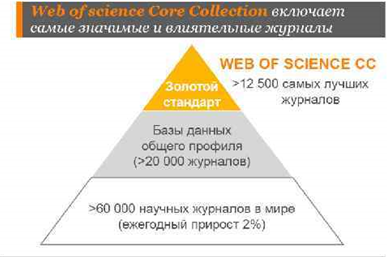 Web of science Core Collection включает
самые значимые и влиятельные журналы
WEB OF SCIENCE CC
>12 500 самых лучших
журналов
Золотой
стандарт
Базы данных
общего профиля
(>20 000 журналов)
>60 000 научных журналов в мире
(ежегодный прирост 2%)